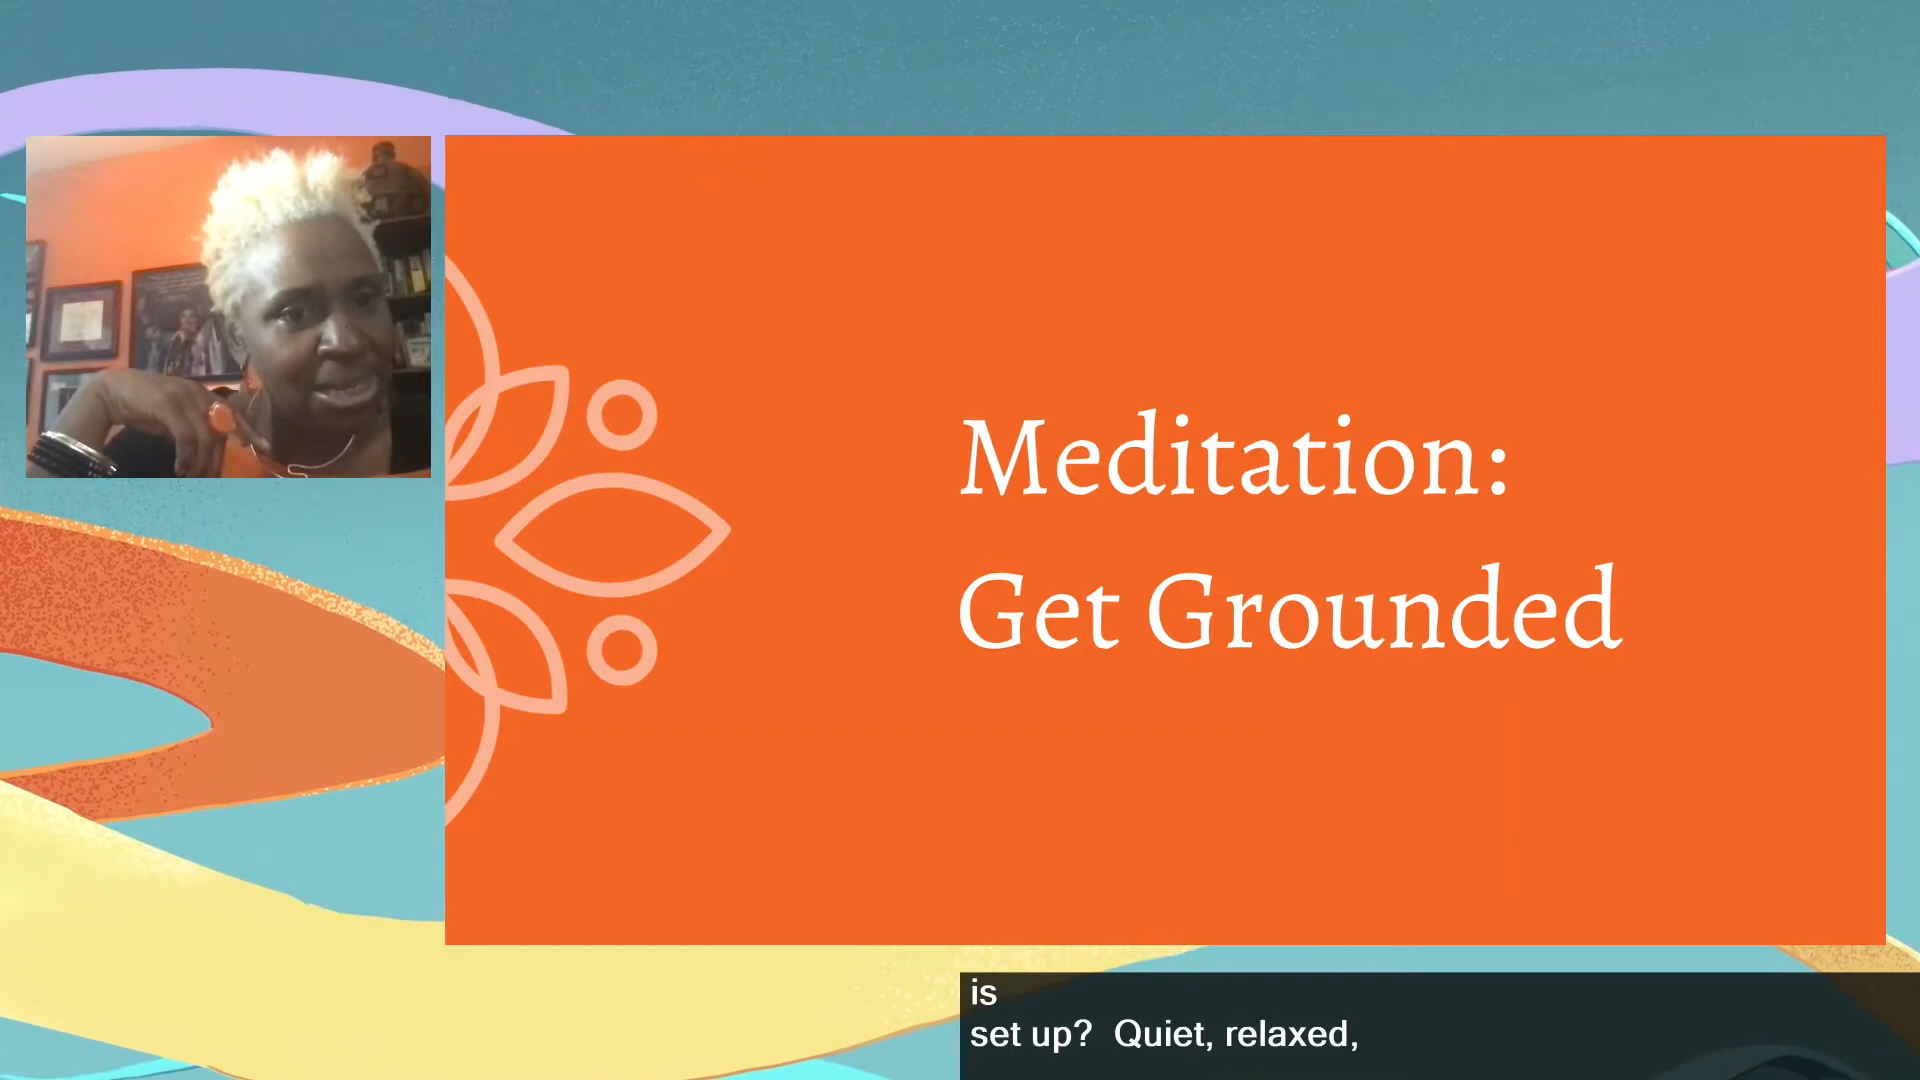 Meditation:
Get Grounded
is
set up?  Quiet, relaxed,